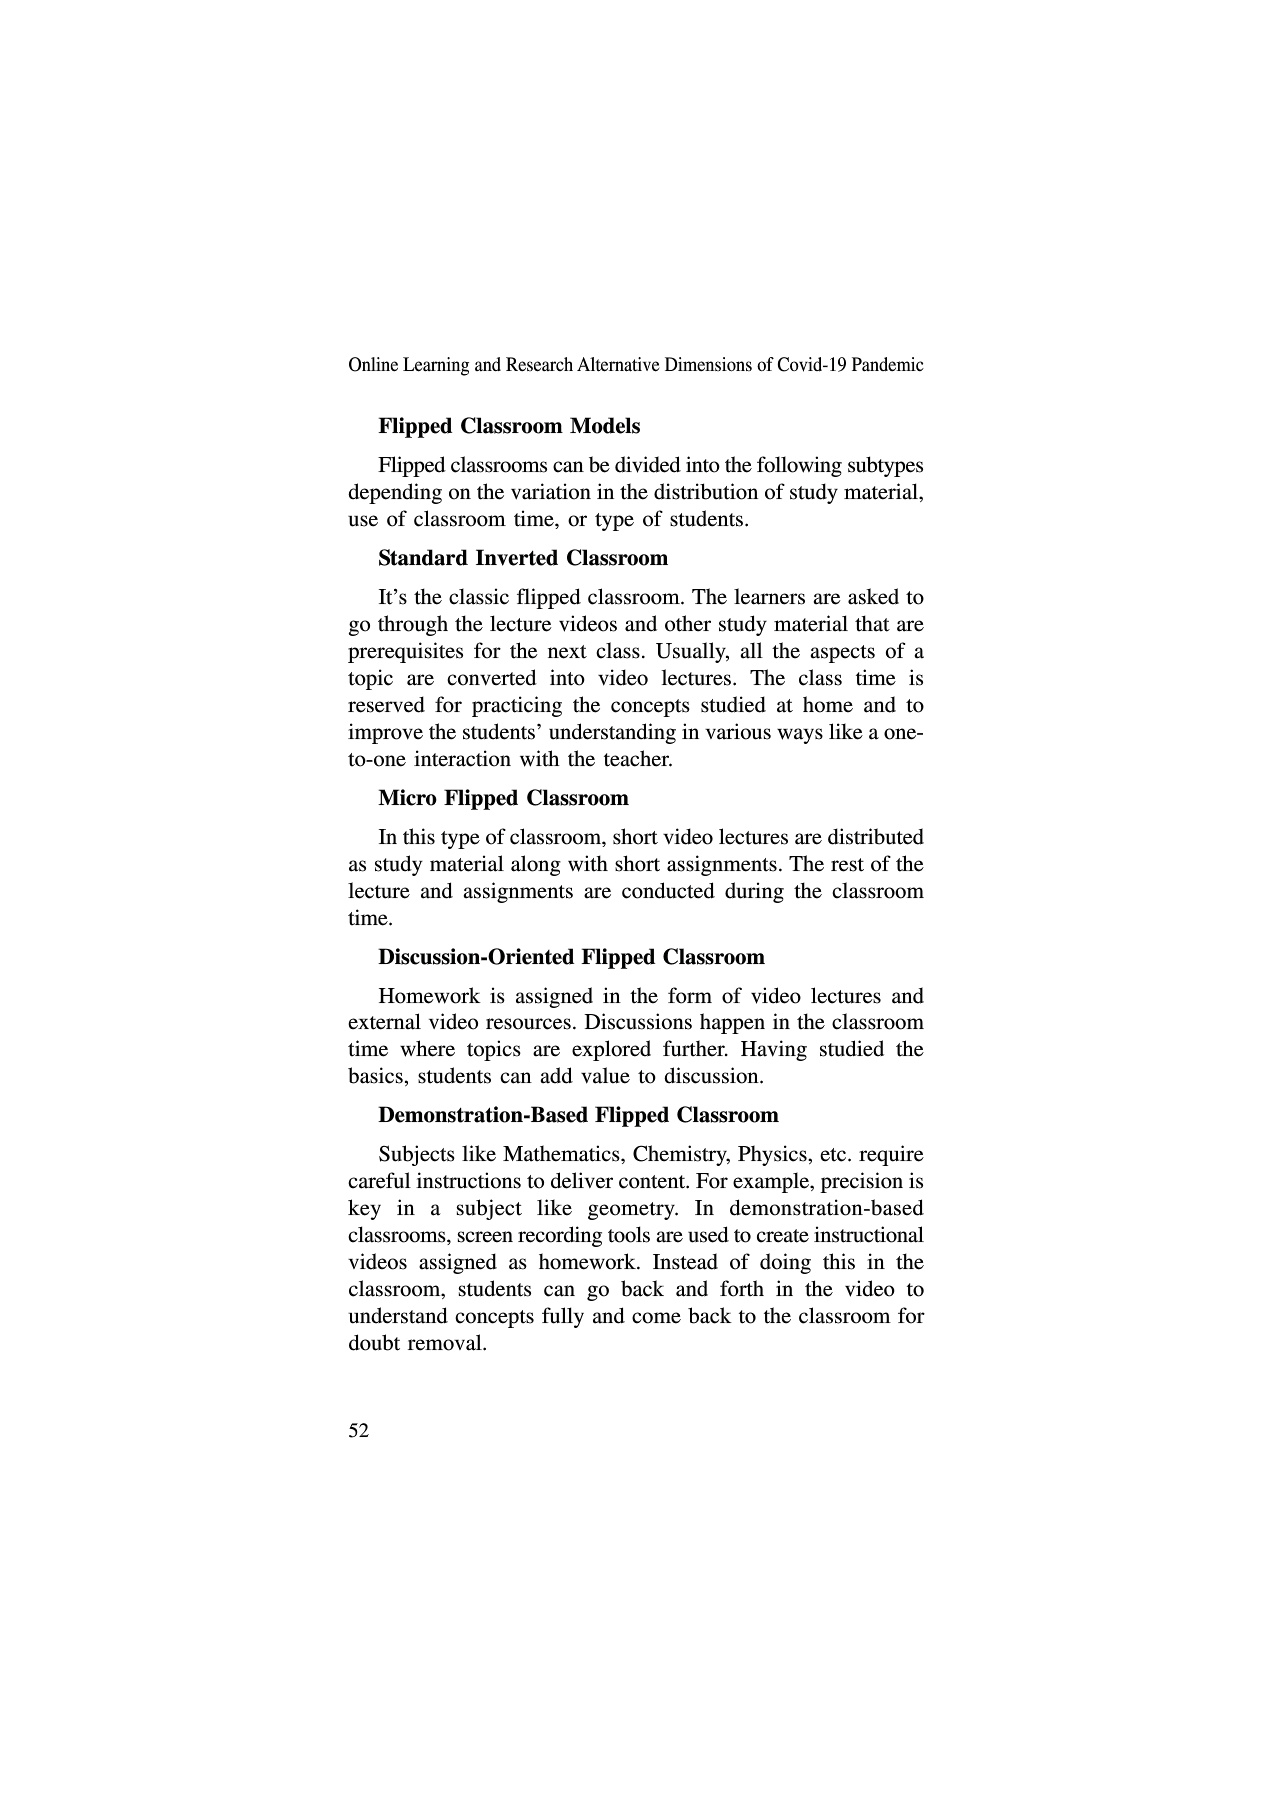 Online Learning and Research Alternative Dimensions of Covid-19 Pandemic
Flipped Classroom Models
Flipped classrooms can be divided into the following subtypes
depending on the variation in the distribution of study material,
use of classroom time, or type of students.
Standard Inverted Classroom
It’s the classic flipped classroom. The learners are asked to
go through the lecture videos and other study material that are
prerequisites for the next class. Usually, all the aspects of a
topic are converted into video lectures. The class time is
reserved for practicing the concepts studied at home and to
improve the students’ understanding in various ways like a one-
to-one interaction with the teacher.
Micro Flipped Classroom
In this type of classroom, short video lectures are distributed
as study material along with short assignments. The rest of the
lecture and assignments are conducted during the classroom
time.
Discussion-Oriented Flipped Classroom
Homework is assigned in the form of video lectures and
external video resources. Discussions happen in the classroom
time where topics are explored further. Having studied the
basics, students can add value to discussion.
Demonstration-Based Flipped Classroom
Subjects like Mathematics, Chemistry, Physics, etc. require
careful instructions to deliver content. For example, precision is
key in a subject like geometry. In demonstration-based
classrooms, screen recording tools are used to create instructional
videos assigned as homework. Instead of doing this in the
classroom, students can go back and forth in the video to
understand concepts fully and come back to the classroom for
doubt removal.
52